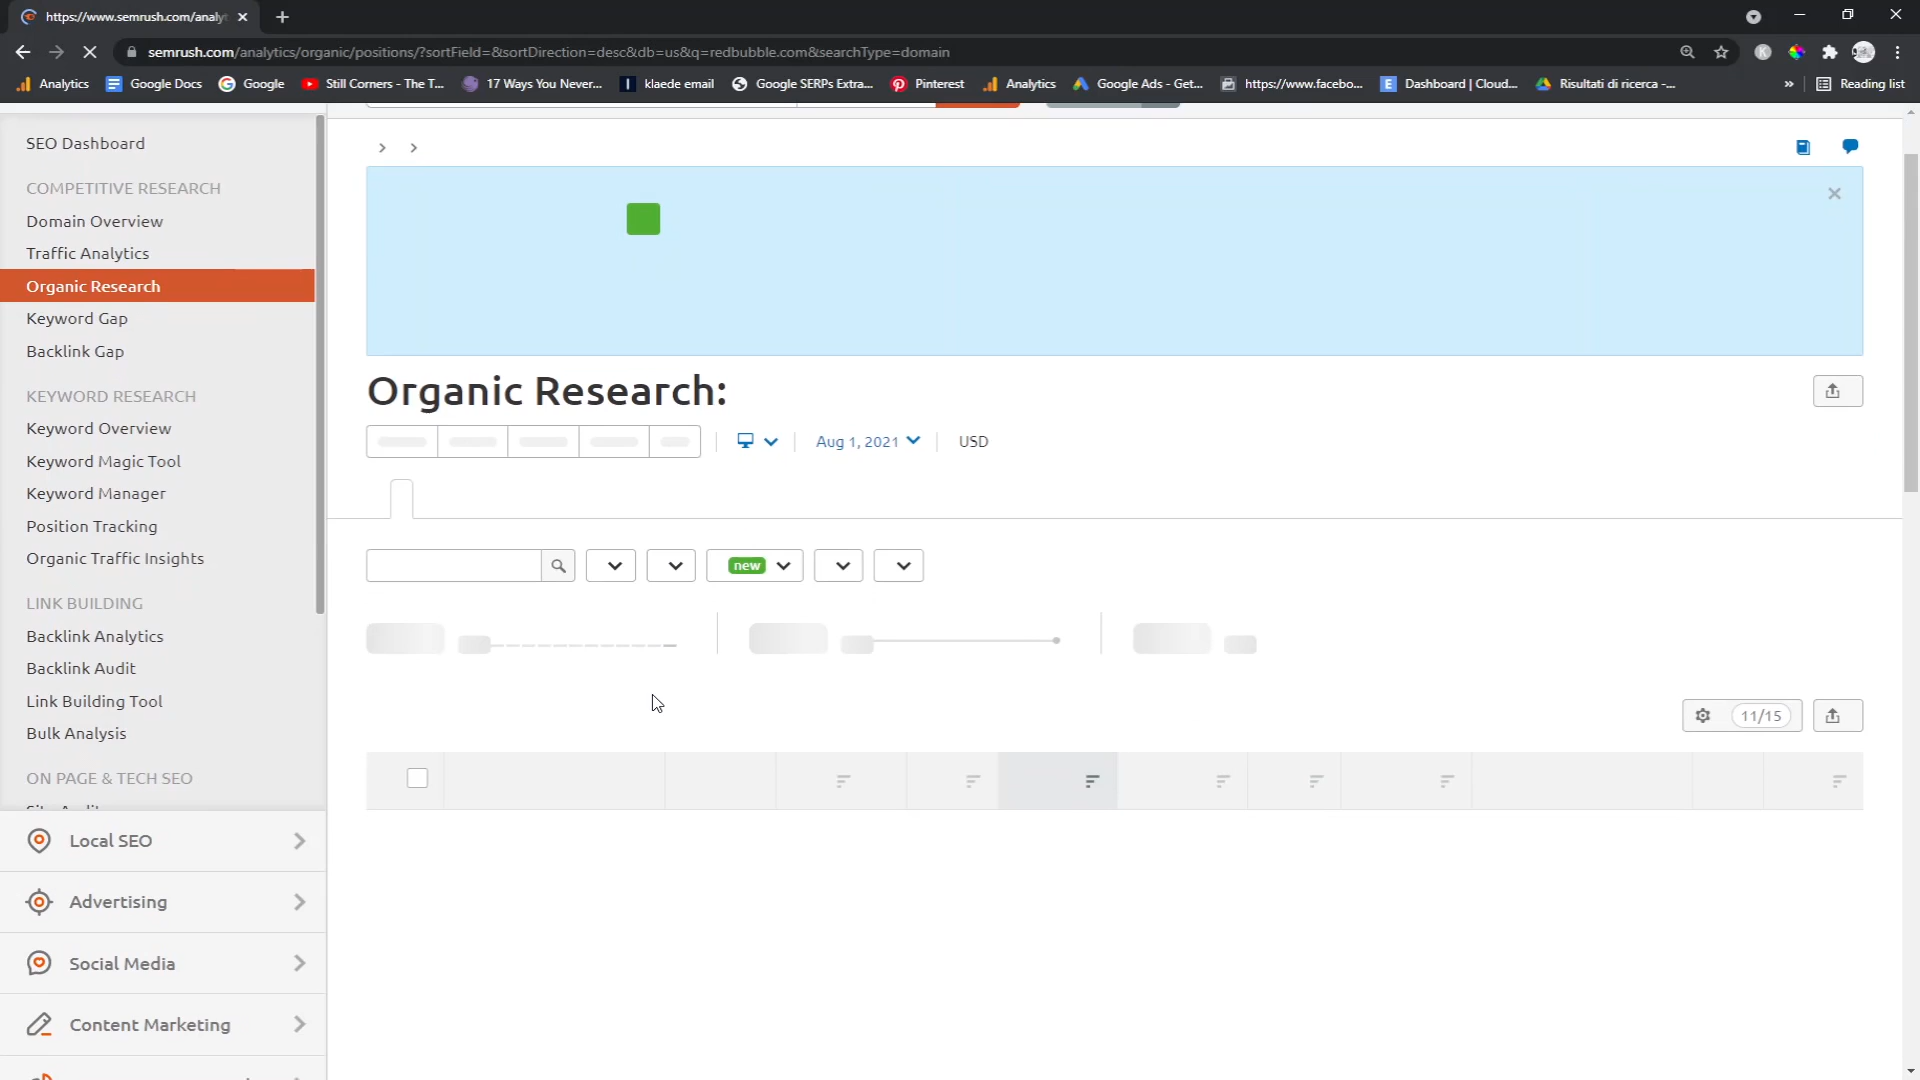 https://www.semrush.com/analyt
semrush.com/analytics/organic/positions/?sortField=&sortDirection=desc&db=us&q=redbubble.com&searchType=domain
Analytics
Google Docs
Google
Still Corners - The T...
17 Ways You Never...
klaede email
Google SERPs Extra...
Pinterest
Analytics
Google Ads - Get...
https://www.facebo...
Dashboard | Cloud...
Risultati di ricerca -...
Reading list
SEO Dashboard
COMPETITIVE RESEARCH
Domain Overview
Traffic Analytics
Organic Research
Keyword Gap
Backlink Gap
KEYWORD RESEARCH
Keyword Overview
Keyword Magic Tool
Keyword Manager
Position Tracking
Organic Traffic Insights
LINK BUILDING
Backlink Analytics
Backlink Audit
Link Building Tool
Bulk Analysis
ON PAGE & TECH SEO
Local SEO
Advertising
Social Media
Content Marketing
Organic Research:
Aug 1, 2021
USD
new
11/15